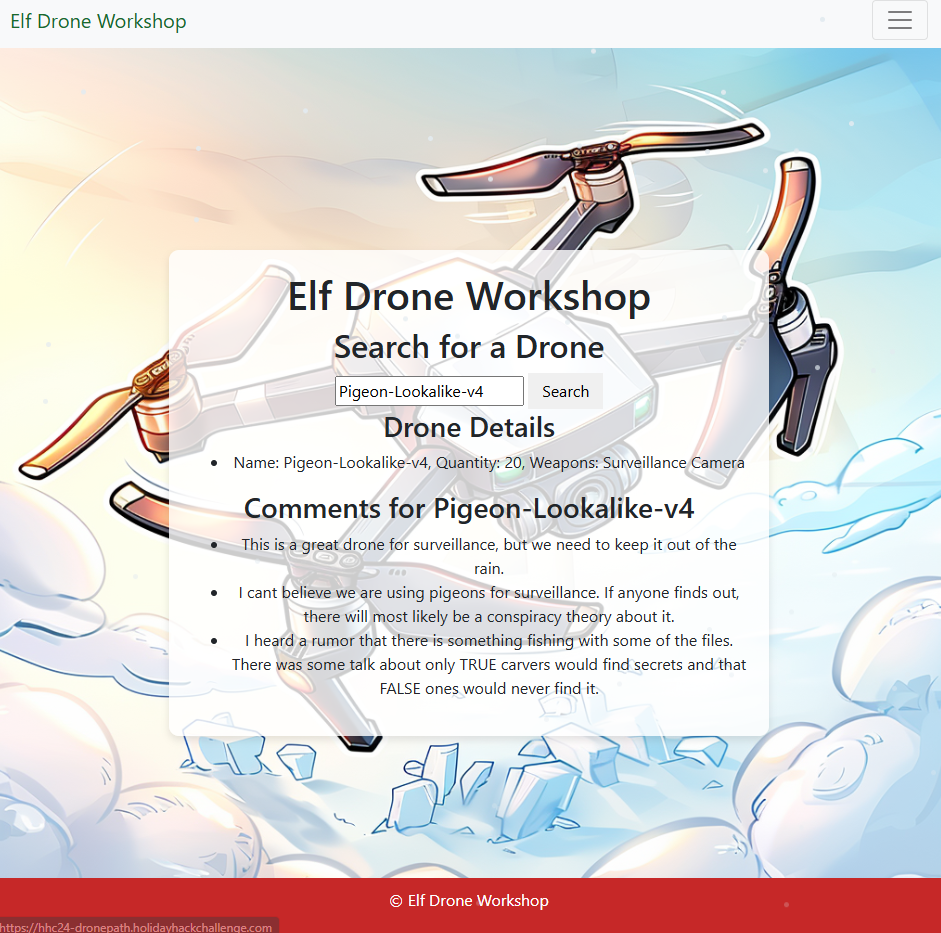 Elf Drone Workshop
Elf Drone Workshop
Search for a Drone
Pigeon-Lookalike-v4 Search
Drone Details
Name: Pigeon-Lookalike-v4, Quantity: 20, Weapons: Surveillance Camera
Comments for Pigeon-Lookalike-v4
This is a great drone for surveillance, but we need to keep it out of the
rain.
I cant believe we are using pigeons for surveillance. If anyone finds out,
there will most likely be a conspiracy theory about it.
I heard a rumor that there is something fishing with some of the files.
There was some talk about only TRUE carvers would find secrets and that
FALSE ones would never find it.
© Elf Drone Workshop
https://hhc24-dronepath.holidayhackchallenge.com